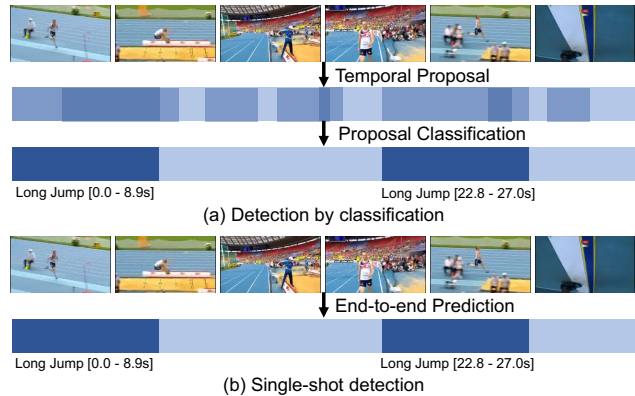 Temporal Proposal
Proposal Classification
Long Jump [0.0 - 8.9s]
Long Jump [22.8 - 27.0s]
(a) Detection by classification
End-to-end Prediction
Long Jump [0.0 - 8.9s]
Long Jump [22.8 - 27.0s]
(b) Single-shot detection